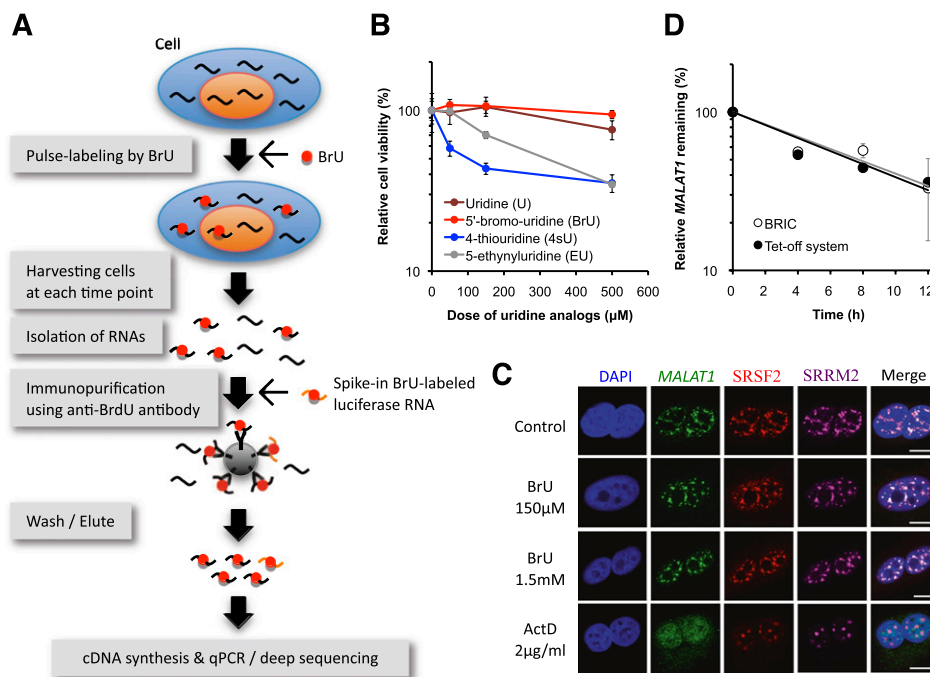 A
Cell
Pulse-labeling by BrU
BrU
Harvesting cells
at each time point
Isolation of RNAs
Immunopurification
using anti-BrdU antibody
Spike-in BrU-labeled
luciferase RNA
Wash / Elute
cDNA synthesis & qPCR / deep sequencing
B
Relative cell viability (%)
100
10
Uridine (U)
5'-bromo-uridine (BrU)
4-thiouridine (4sU)
5-ethynyluridine (EU)
0 100 200 300 400 500 600
Dose of uridine analogs (µM)
D
Relative MALAT1 remaining (%)
100
10
BRIC
Tet-off system
0 4 8 12
Time (h)
C
DAPI MALAT1 SRSF2 SRRM2 Merge
Control
BrU
150µM
BrU
1.5mM
ActD
2µg/ml